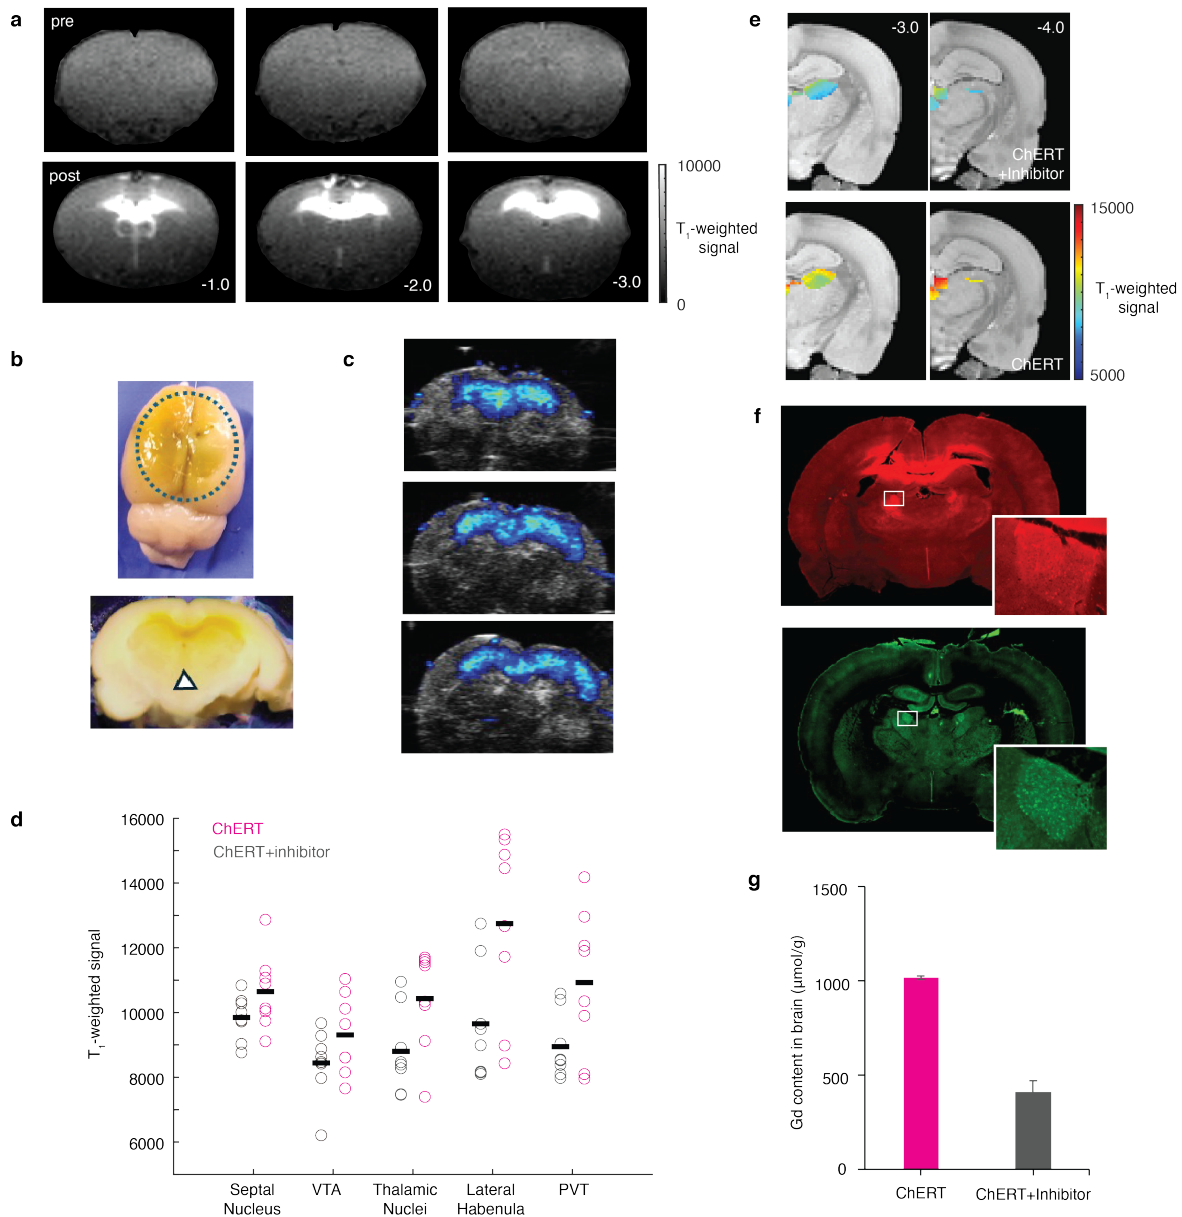 a
pre
post
-1.0
-2.0
-3.0
10000
T1-weighted
signal
0
b
c
d
16000
14000
12000
10000
8000
6000
T1-weighted signal
ChERT
ChERT+inhibitor
Septal
Nucleus
VTA
Thalamic
Nuclei
Lateral
Habenula
PVT
e
-3.0
-4.0
ChERT
+Inhibitor
15000
T1-weighted
signal
5000
ChERT
f
g
1500
1000
500
0
Gd content in brain (µmol/g)
ChERT
ChERT+Inhibitor